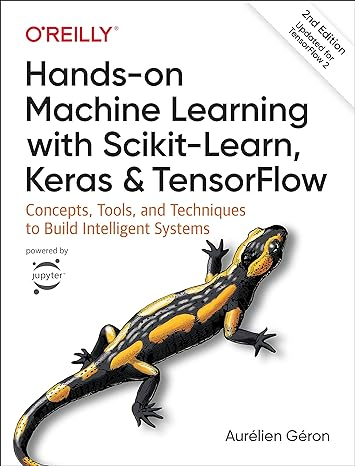 O'REILLY®
2nd Edition
Updated for
TensorFlow 2
Hands-on
Machine Learning
with Scikit-Learn,
Keras & TensorFlow
Concepts, Tools, and Techniques
to Build Intelligent Systems
powered by
jupyter
Aurélien Géron